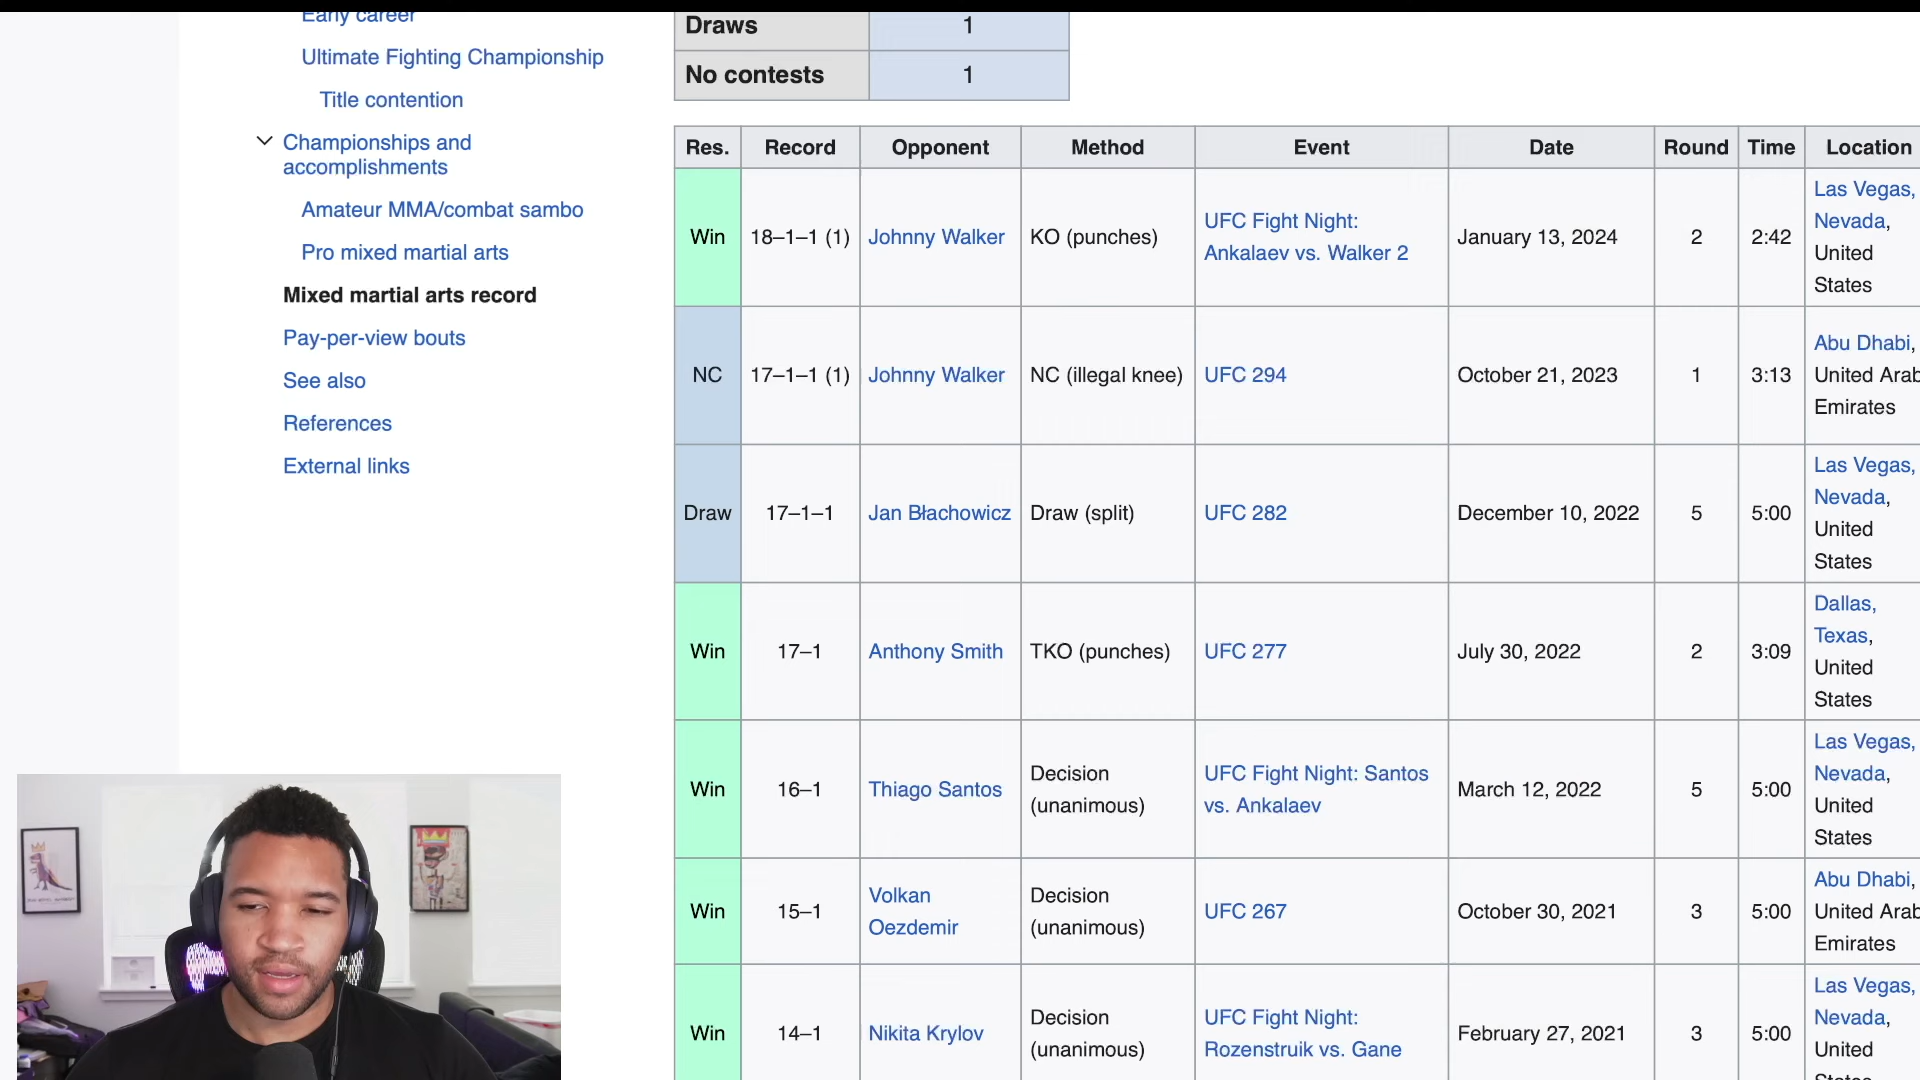 Early career
Ultimate Fighting Championship
Title contention
Championships and
accomplishments
Amateur MMA/combat sambo
Pro mixed martial arts
Mixed martial arts record
Pay-per-view bouts
See also
References
External links
Draws 1
No contests 1
Res. Record Opponent Method Event Date Round Time Location
Win 18–1–1 (1) Johnny Walker KO (punches) UFC Fight Night:
Ankalaev vs. Walker 2 January 13, 2024 2 2:42 Las Vegas,
Nevada,
United
States
NC 17–1–1 (1) Johnny Walker NC (illegal knee) UFC 294 October 21, 2023 1 3:13 Abu Dhabi,
United Arab
Emirates
Draw 17–1–1 Jan Błachowicz Draw (split) UFC 282 December 10, 2022 5 5:00 Las Vegas,
Nevada,
United
States
Win 17–1 Anthony Smith TKO (punches) UFC 277 July 30, 2022 2 3:09 Dallas,
Texas,
United
States
Win 16–1 Thiago Santos Decision
(unanimous) UFC Fight Night: Santos
vs. Ankalaev March 12, 2022 5 5:00 Las Vegas,
Nevada,
United
States
Win 15–1 Volkan
Oezdemir Decision
(unanimous) UFC 267 October 30, 2021 3 5:00 Abu Dhabi,
United Arab
Emirates
Win 14–1 Nikita Krylov Decision
(unanimous) UFC Fight Night:
Rozenstruik vs. Gane February 27, 2021 3 5:00 Las Vegas,
Nevada,
United